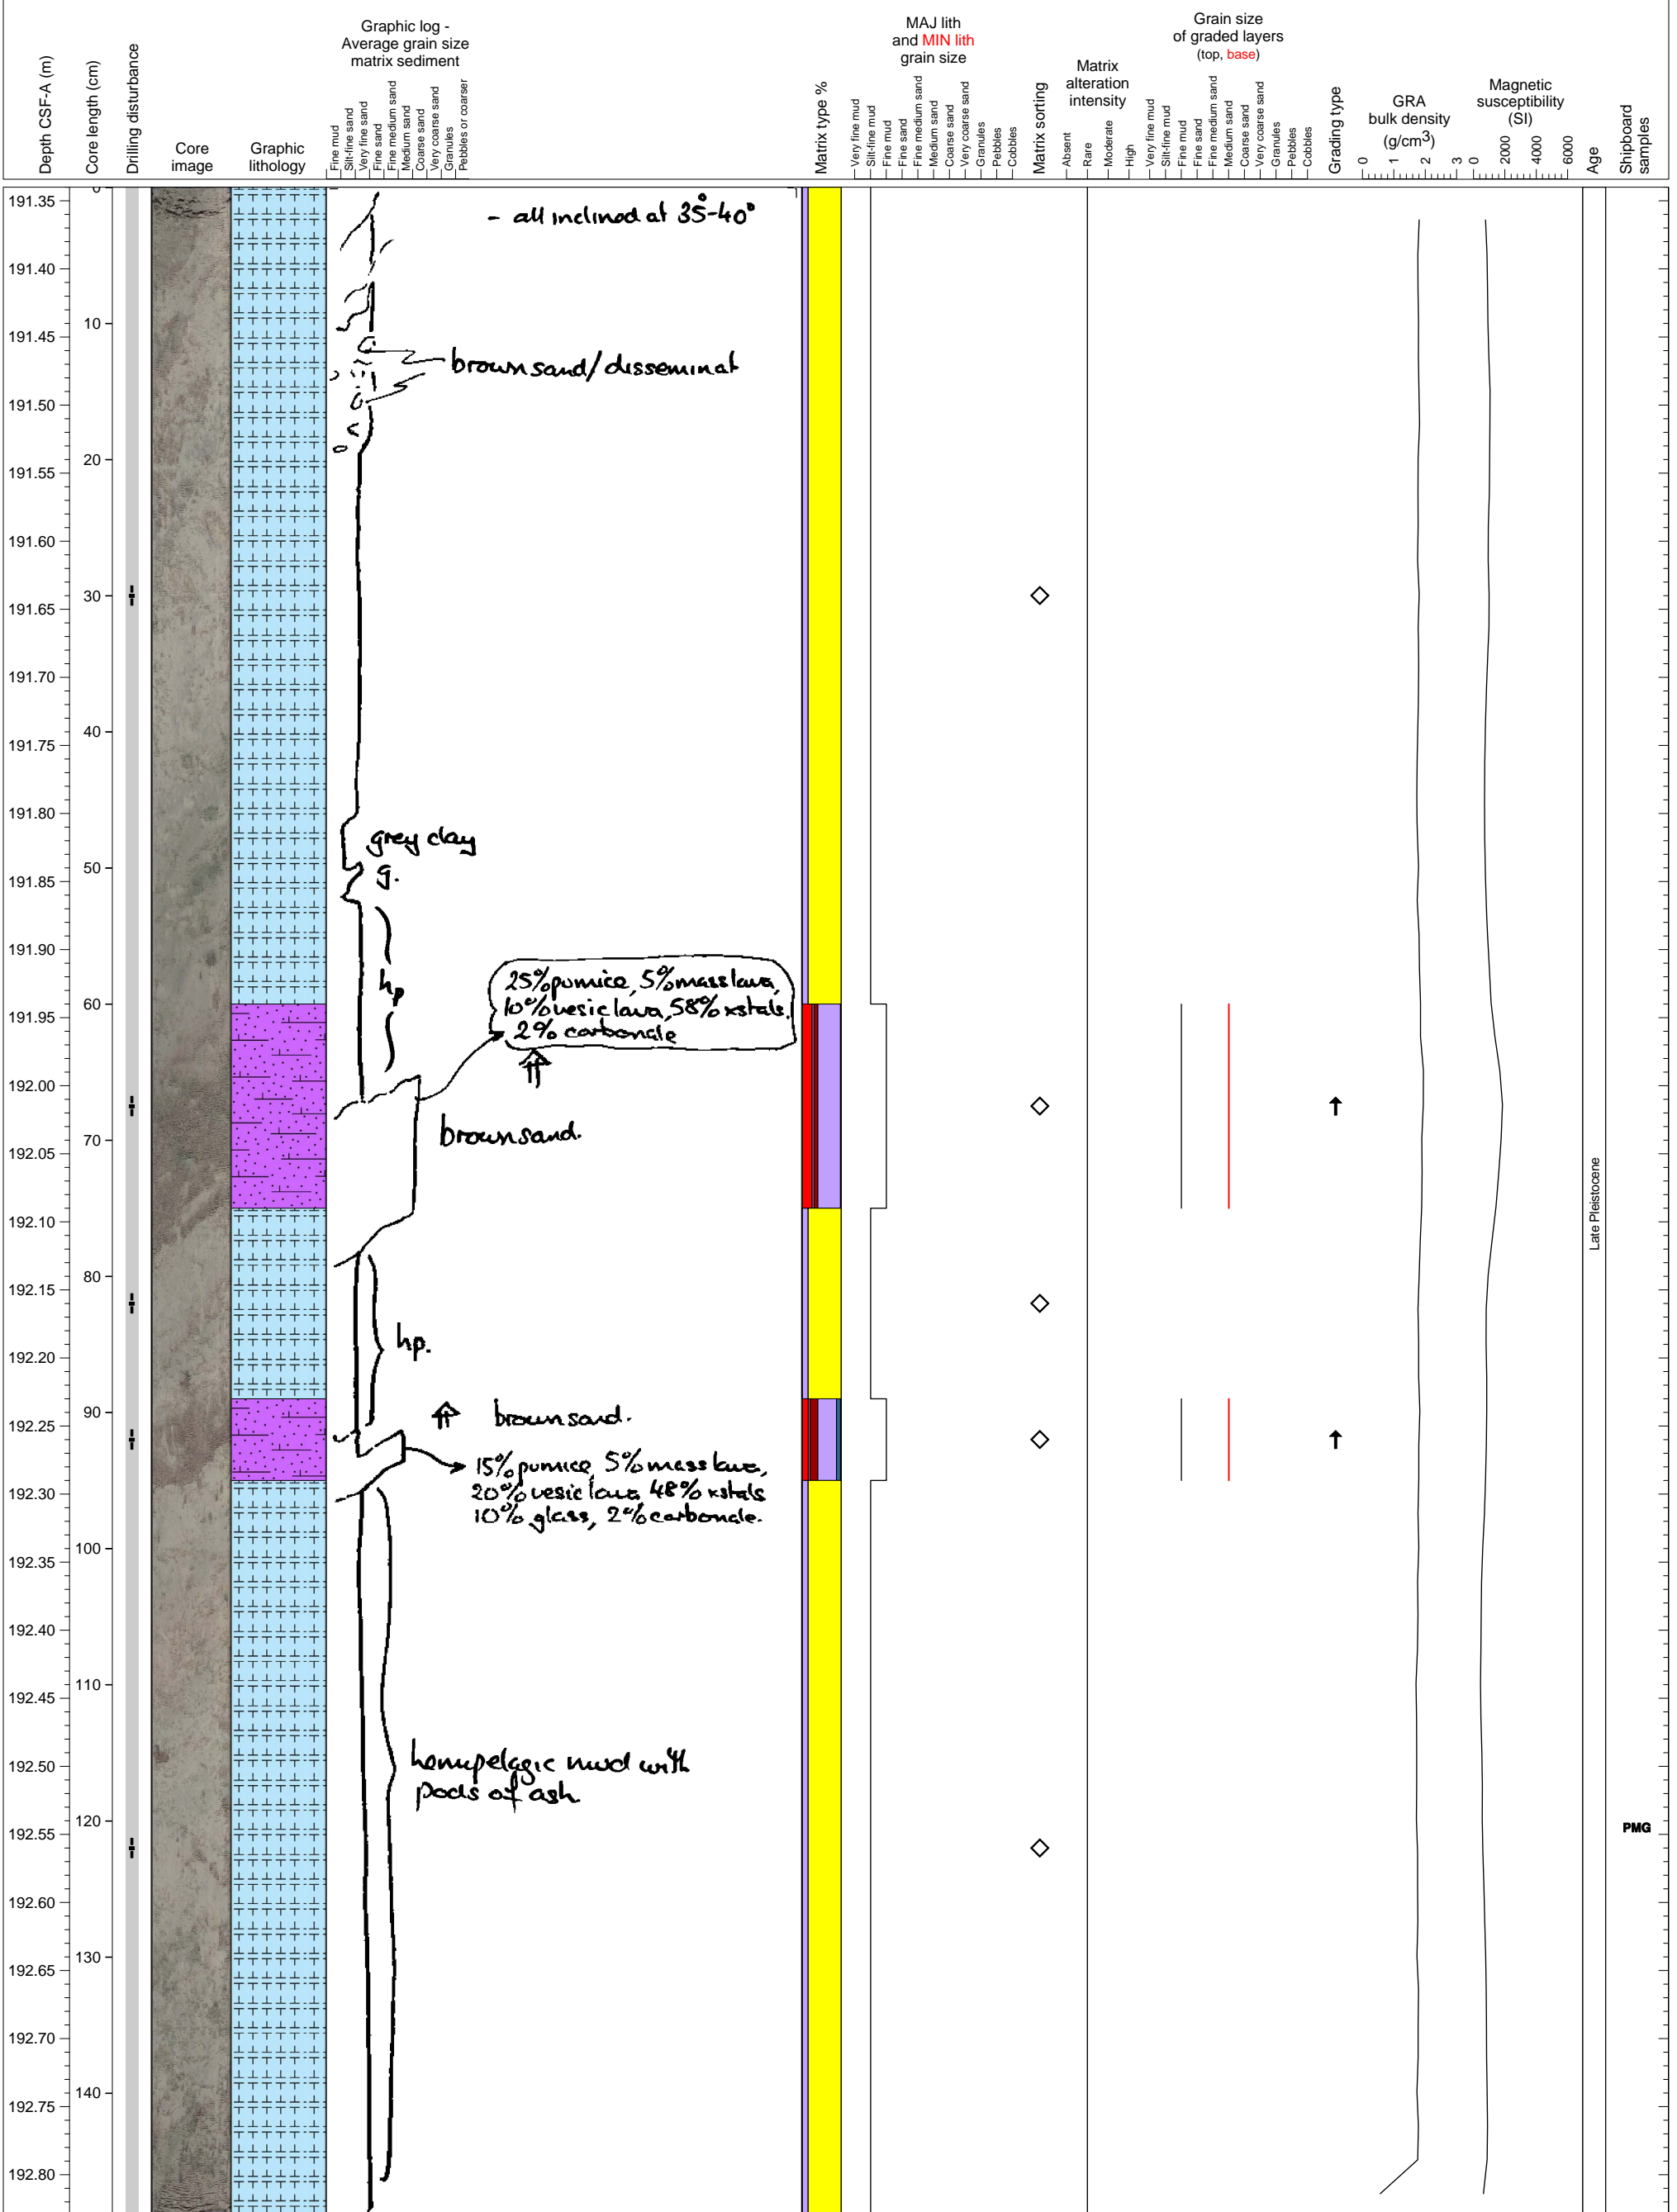 Depth CSF-A (m)
Core length (cm)
Drilling disturbance
Core
image
Graphic
lithology
Graphic log -
Average grain size
matrix sediment
Fine mud
Silt-fine sand
Very fine sand
Fine sand
Fine medium sand
Medium sand
Coarse sand
Very coarse sand
Granules
Pebbles or coarser
Matrix type %
MAJ lith
and MIN lith
grain size
Very fine mud
Silt-fine mud
Fine mud
Fine sand
Fine medium sand
Medium sand
Coarse sand
Very coarse sand
Granules
Pebbles
Cobbles
Matrix sorting
Matrix
alteration
intensity
Absent
Rare
Moderate
High
Grain size
of graded layers
(top, base)
Very fine mud
Silt-fine mud
Fine mud
Fine sand
Fine medium sand
Medium sand
Coarse sand
Very coarse sand
Granules
Pebbles
Cobbles
Grading type
GRA
bulk density
(g/cm3)
0 1 2 3
Magnetic
susceptibility
(SI)
0 2000 4000 6000
Age
Shipboard
samples
0
191.35
- all inclined at 35°-40°
191.40
10
191.45
brown sand/disseminat
191.50
20
191.55
191.60
30
191.65
191.70
40
191.75
191.80
grey clay
50
191.85
g.
191.90
hp
25% pumice, 5% mass lava,
10% vesic lava, 58% xstals.
2% carbonate
60
191.95
192.00
brown sand.
70
192.05
192.10
Late Pleistocene
80
192.15
hp.
192.20
90
brown sand.
192.25
15% pumice, 5% mass lava,
20% vesic lava 48% xstals
10% glass, 2% carbonate.
192.30
100
192.35
192.40
110
192.45
hemipelagic mud with
pods of ash
192.50
120
192.55
PMG
192.60
130
192.65
192.70
140
192.75
192.80